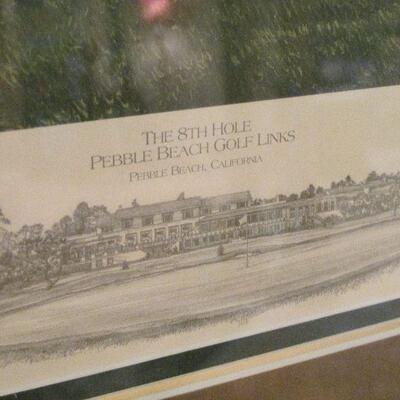 THE 8TH HOLE
PEBBLE BEACH GOLF LINKS
PEBBLE BEACH, CALIFORNIA